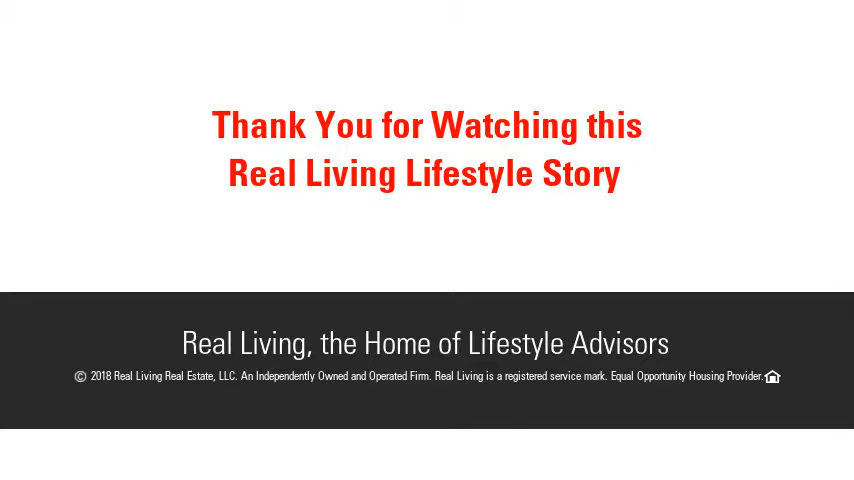 Thank You for Watching this
Real Living Lifestyle Story
Real Living, the Home of Lifestyle Advisors
© 2018 Real Living Real Estate, LLC. An Independently Owned and Operated Firm. Real Living is a registered service mark. Equal Opportunity Housing Provider.